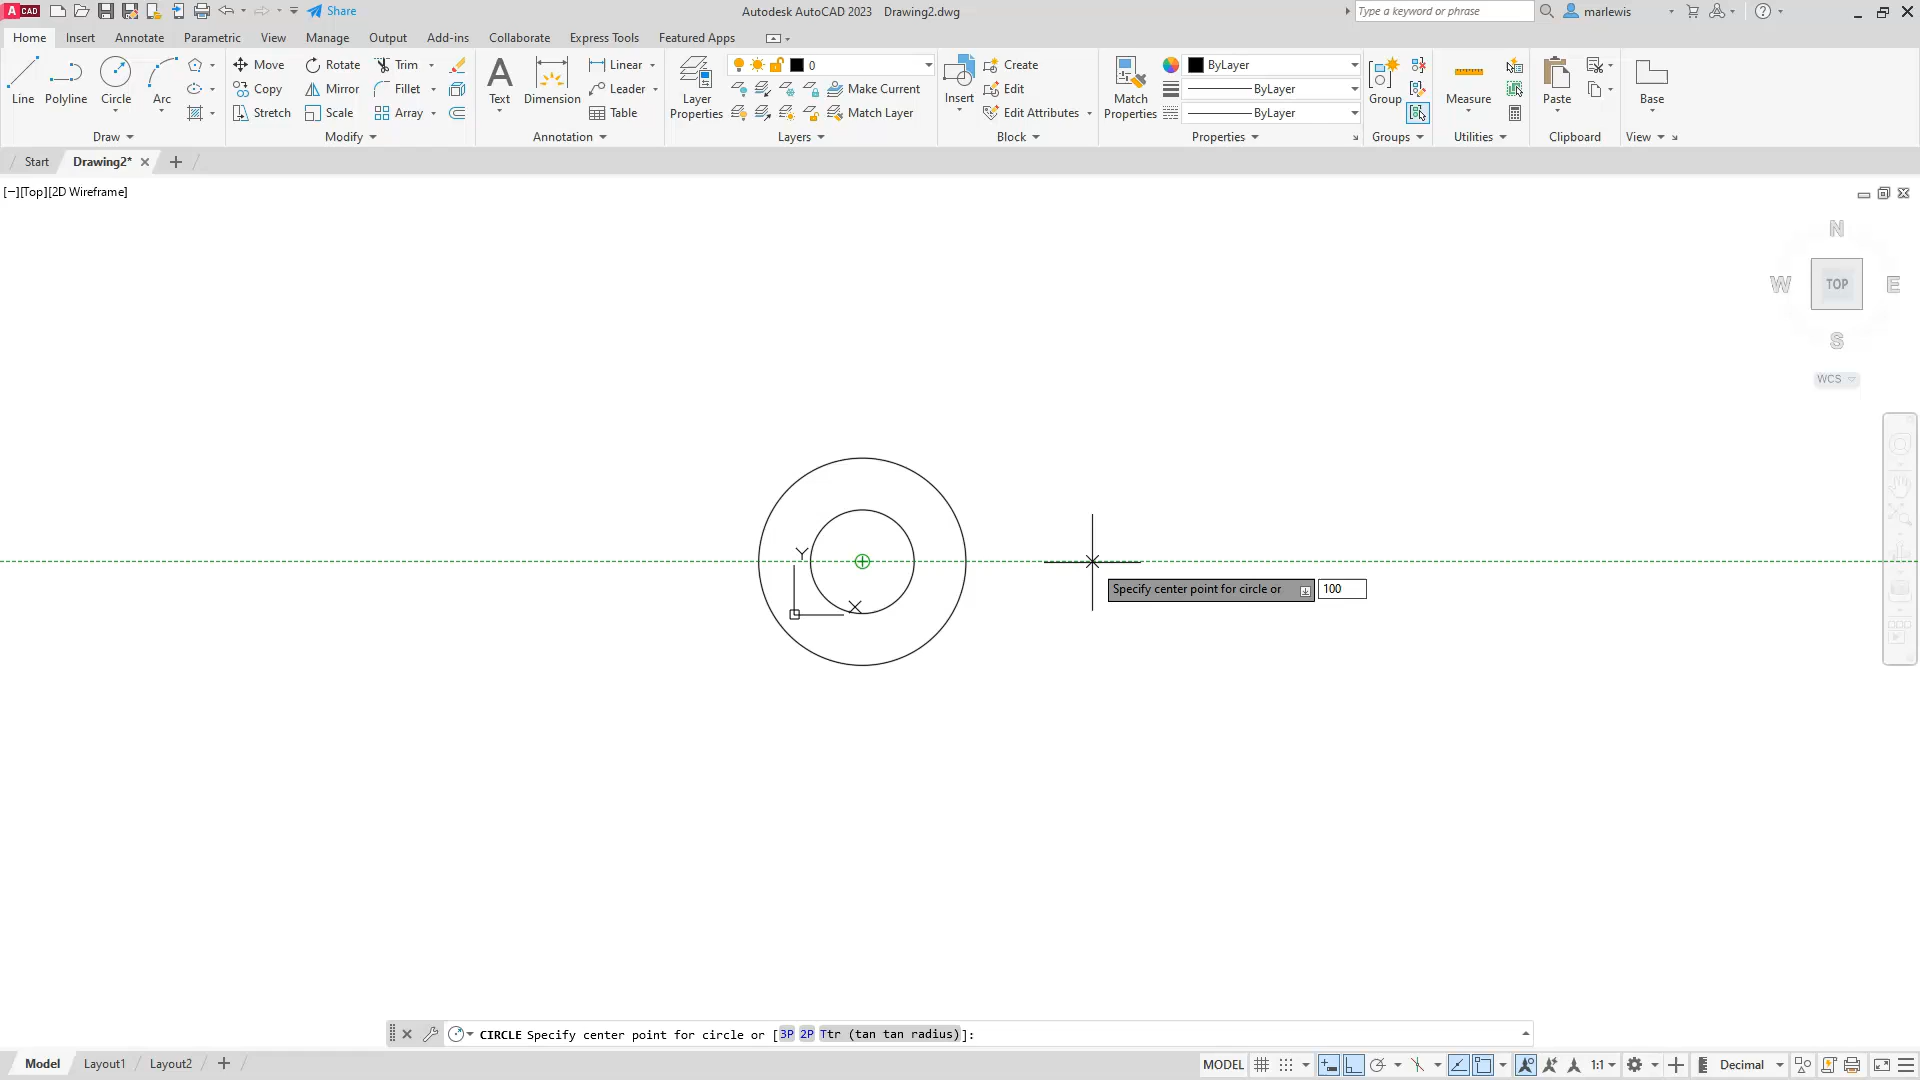 A CAD Share Autodesk AutoCAD 2023 Drawing2.dwg Type a keyword or phrase marlewis
Home Insert Annotate Parametric View Manage Output Add-ins Collaborate Express Tools Featured Apps
Line Polyline Circle Arc
Draw
Move Rotate Trim
Copy Mirror Fillet
Stretch Scale Array
Modify
Text Dimension
Linear
Leader
Table
Annotation
Layer Properties
0
Make Current
Match Layer
Layers
Insert
Create
Edit
Edit Attributes
Block
Match Properties
ByLayer
ByLayer
ByLayer
Properties
Group
Groups
Measure
Utilities
Paste
Clipboard
Base
View
Start Drawing2*
[−][Top][2D Wireframe]
N
W TOP E
S
WCS
Y
X
Specify center point for circle or 100
CIRCLE Specify center point for circle or [3P 2P Ttr (tan tan radius)]:
Model Layout1 Layout2 MODEL 1:1 Decimal